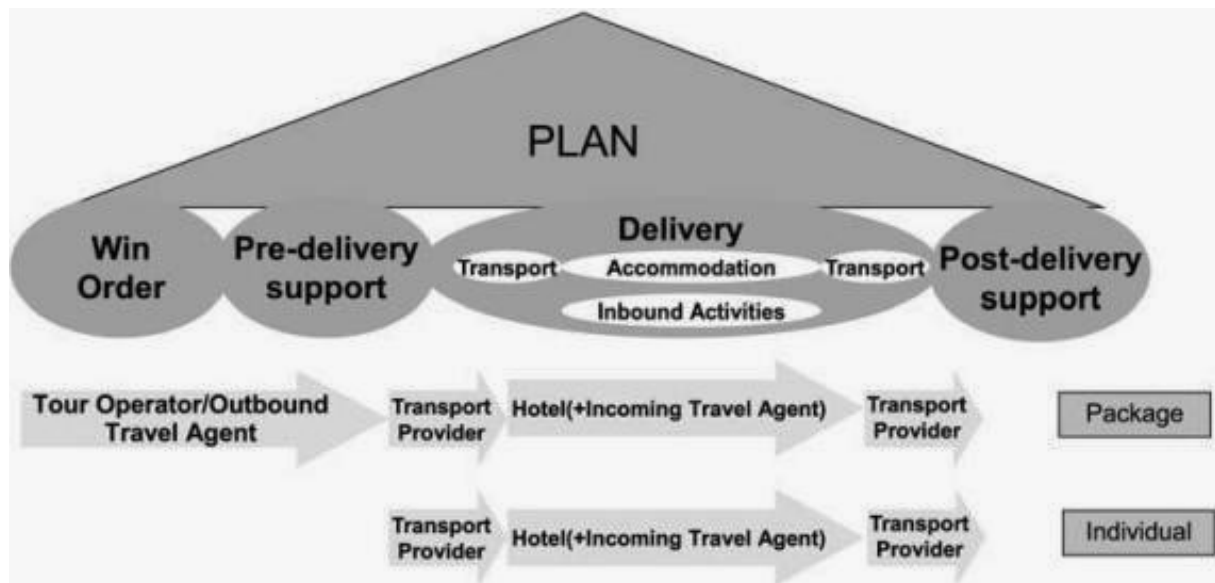 PLAN
Win
Order
Pre-delivery
support
Delivery
Transport
Accommodation
Transport
Inbound Activities
Post-delivery
support
Tour Operator/Outbound
Travel Agent
Transport
Provider
Hotel(+Incoming Travel Agent)
Transport
Provider
Package
Transport
Provider
Hotel(+Incoming Travel Agent)
Transport
Provider
Individual